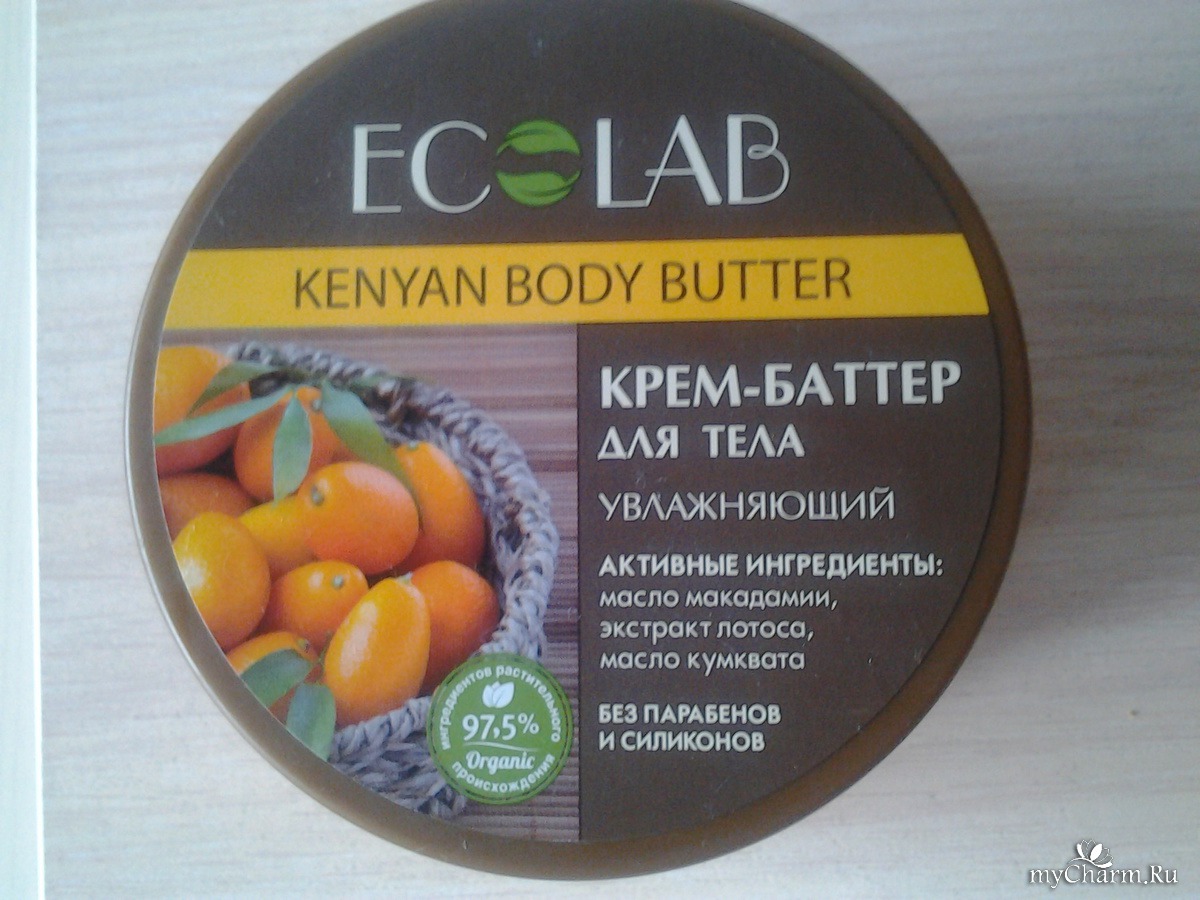 ECOLAB
KENYAN BODY BUTTER
КРЕМ-БАТТЕР
ДЛЯ ТЕЛА
УВЛАЖНЯЮЩИЙ
АКТИВНЫЕ ИНГРЕДИЕНТЫ:
масло макадамии,
экстракт лотоса,
масло кумквата
БЕЗ ПАРАБЕНОВ
И СИЛИКОНОВ
ингредиентов растительного
97,5%
Organic
происхождения
myCharm.Ru